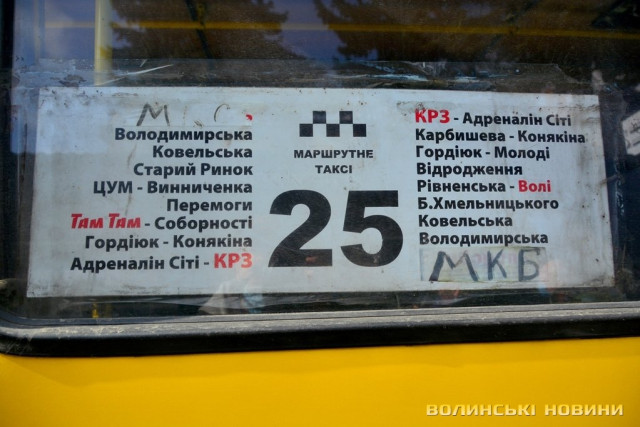 Володимирська
Ковельська
Старий Ринок
ЦУМ - Винниченка
Перемоги
Там Там - Соборності
Гордіюк - Конякіна
Адреналін Сіті - КРЗ
МАРШРУТНЕ
ТАКСІ
25
КРЗ - Адреналін Сіті
Карбишева - Конякіна
Гордіюк - Молоді
Відродження
Рівненська - Волі
Б.Хмельницького
Ковельська
Володимирська
МКБ
ВОЛИНСЬКІ НОВИНИ